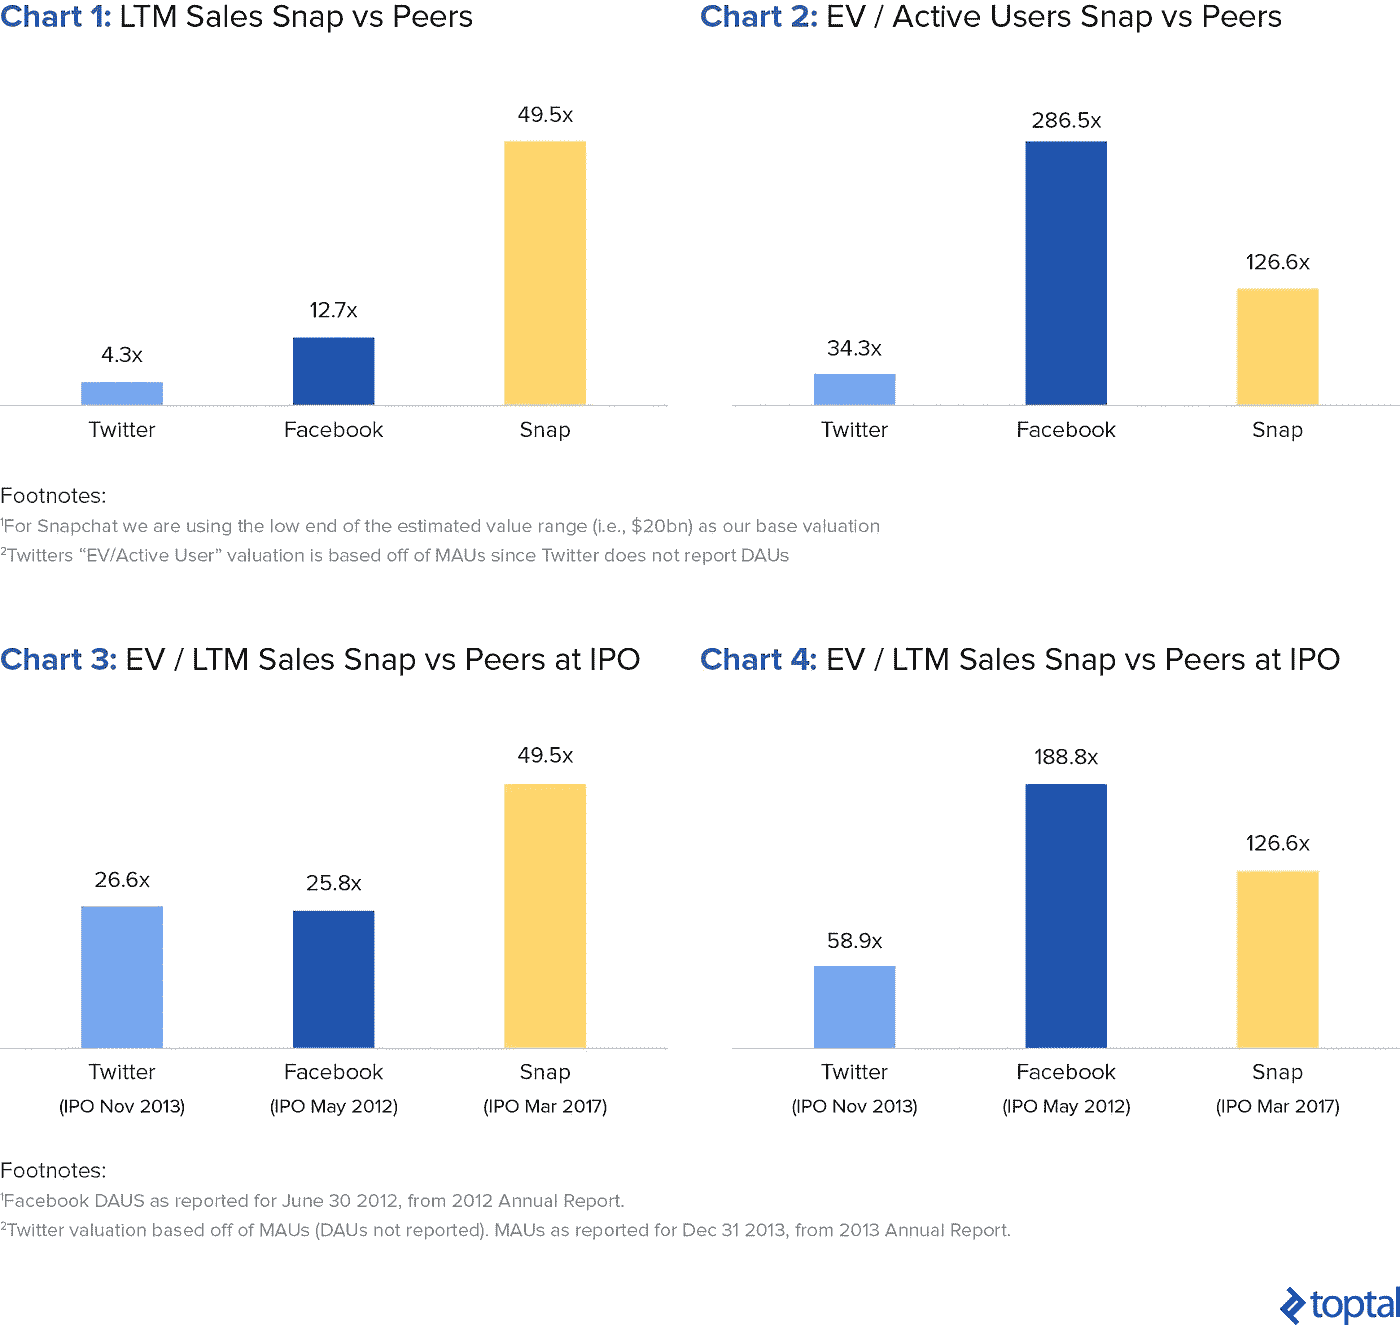 Chart 1: LTM Sales Snap vs Peers
49.5x
12.7x
4.3x
Twitter Facebook Snap
Chart 2: EV / Active Users Snap vs Peers
286.5x
126.6x
34.3x
Twitter Facebook Snap
Footnotes:
¹For Snapchat we are using the low end of the estimated value range (i.e., $20bn) as our base valuation
²Twitters “EV/Active User” valuation is based off of MAUs since Twitter does not report DAUs
Chart 3: EV / LTM Sales Snap vs Peers at IPO
49.5x
26.6x
25.8x
Twitter Facebook Snap
(IPO Nov 2013) (IPO May 2012) (IPO Mar 2017)
Chart 4: EV / LTM Sales Snap vs Peers at IPO
188.8x
126.6x
58.9x
Twitter Facebook Snap
(IPO Nov 2013) (IPO May 2012) (IPO Mar 2017)
Footnotes:
¹Facebook DAUS as reported for June 30 2012, from 2012 Annual Report.
²Twitter valuation based off of MAUs (DAUs not reported). MAUs as reported for Dec 31 2013, from 2013 Annual Report.
toptal